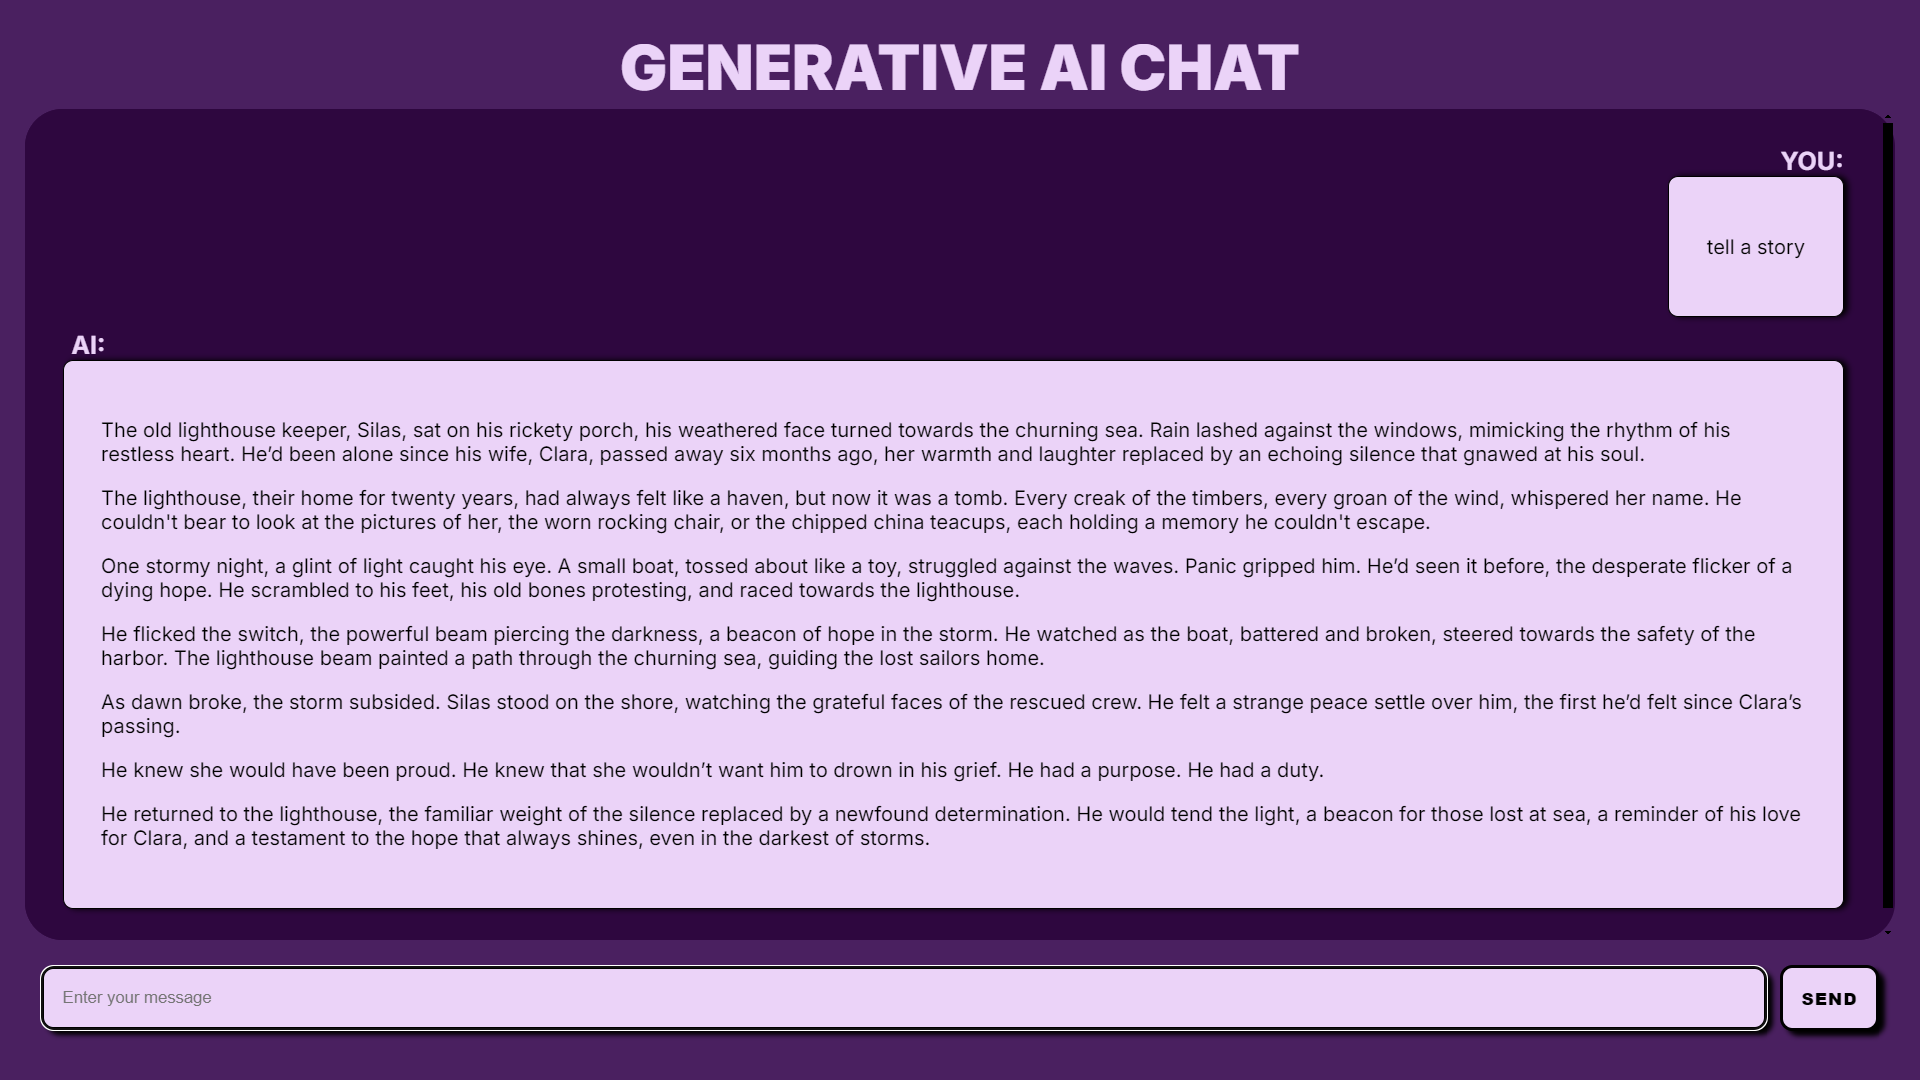 GENERATIVE AI CHAT
YOU:
tell a story
AI:
The old lighthouse keeper, Silas, sat on his rickety porch, his weathered face turned towards the churning sea. Rain lashed against the windows, mimicking the rhythm of his
restless heart. He’d been alone since his wife, Clara, passed away six months ago, her warmth and laughter replaced by an echoing silence that gnawed at his soul.
The lighthouse, their home for twenty years, had always felt like a haven, but now it was a tomb. Every creak of the timbers, every groan of the wind, whispered her name. He
couldn't bear to look at the pictures of her, the worn rocking chair, or the chipped china teacups, each holding a memory he couldn't escape.
One stormy night, a glint of light caught his eye. A small boat, tossed about like a toy, struggled against the waves. Panic gripped him. He’d seen it before, the desperate flicker of a
dying hope. He scrambled to his feet, his old bones protesting, and raced towards the lighthouse.
He flicked the switch, the powerful beam piercing the darkness, a beacon of hope in the storm. He watched as the boat, battered and broken, steered towards the safety of the
harbor. The lighthouse beam painted a path through the churning sea, guiding the lost sailors home.
As dawn broke, the storm subsided. Silas stood on the shore, watching the grateful faces of the rescued crew. He felt a strange peace settle over him, the first he’d felt since Clara’s
passing.
He knew she would have been proud. He knew that she wouldn’t want him to drown in his grief. He had a purpose. He had a duty.
He returned to the lighthouse, the familiar weight of the silence replaced by a newfound determination. He would tend the light, a beacon for those lost at sea, a reminder of his love
for Clara, and a testament to the hope that always shines, even in the darkest of storms.
Enter your message
SEND